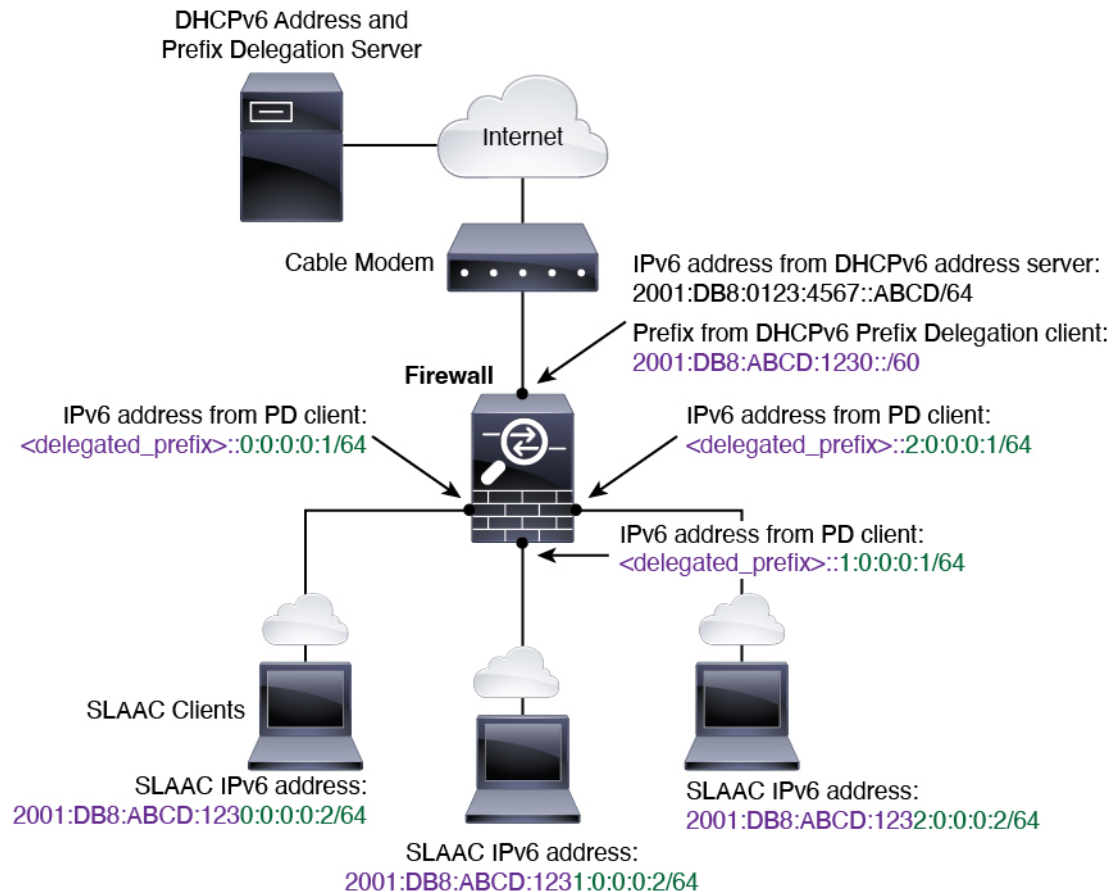 DHCPv6 Address and
Prefix Delegation Server
Internet
Cable Modem
IPv6 address from DHCPv6 address server:
2001:DB8:0123:4567::ABCD/64
Prefix from DHCPv6 Prefix Delegation client:
2001:DB8:ABCD:1230::/60
Firewall
IPv6 address from PD client:
<delegated_prefix>::0:0:0:0:1/64
IPv6 address from PD client:
<delegated_prefix>::2:0:0:0:1/64
IPv6 address from PD client:
<delegated_prefix>::1:0:0:0:1/64
SLAAC Clients
SLAAC IPv6 address:
2001:DB8:ABCD:1230:0:0:0:2/64
SLAAC IPv6 address:
2001:DB8:ABCD:1232:0:0:0:2/64
SLAAC IPv6 address:
2001:DB8:ABCD:1231:0:0:0:2/64